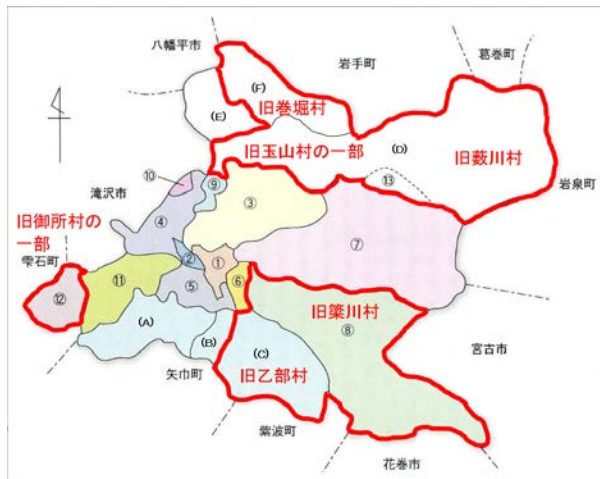 八幡平市
岩手町
葛巻町
(F)
旧巻堀村
(E)
旧玉山村の一部
(D)
旧薮川村
⑬
岩泉町
⑩
⑨
滝沢市
③
④
旧御所村の
一部
雫石町
②
①
⑦
⑪
⑤
⑥
⑫
旧簗川村
⑧
(A)
(B)
(C)
宮古市
矢巾町
旧乙部村
紫波町
花巻市